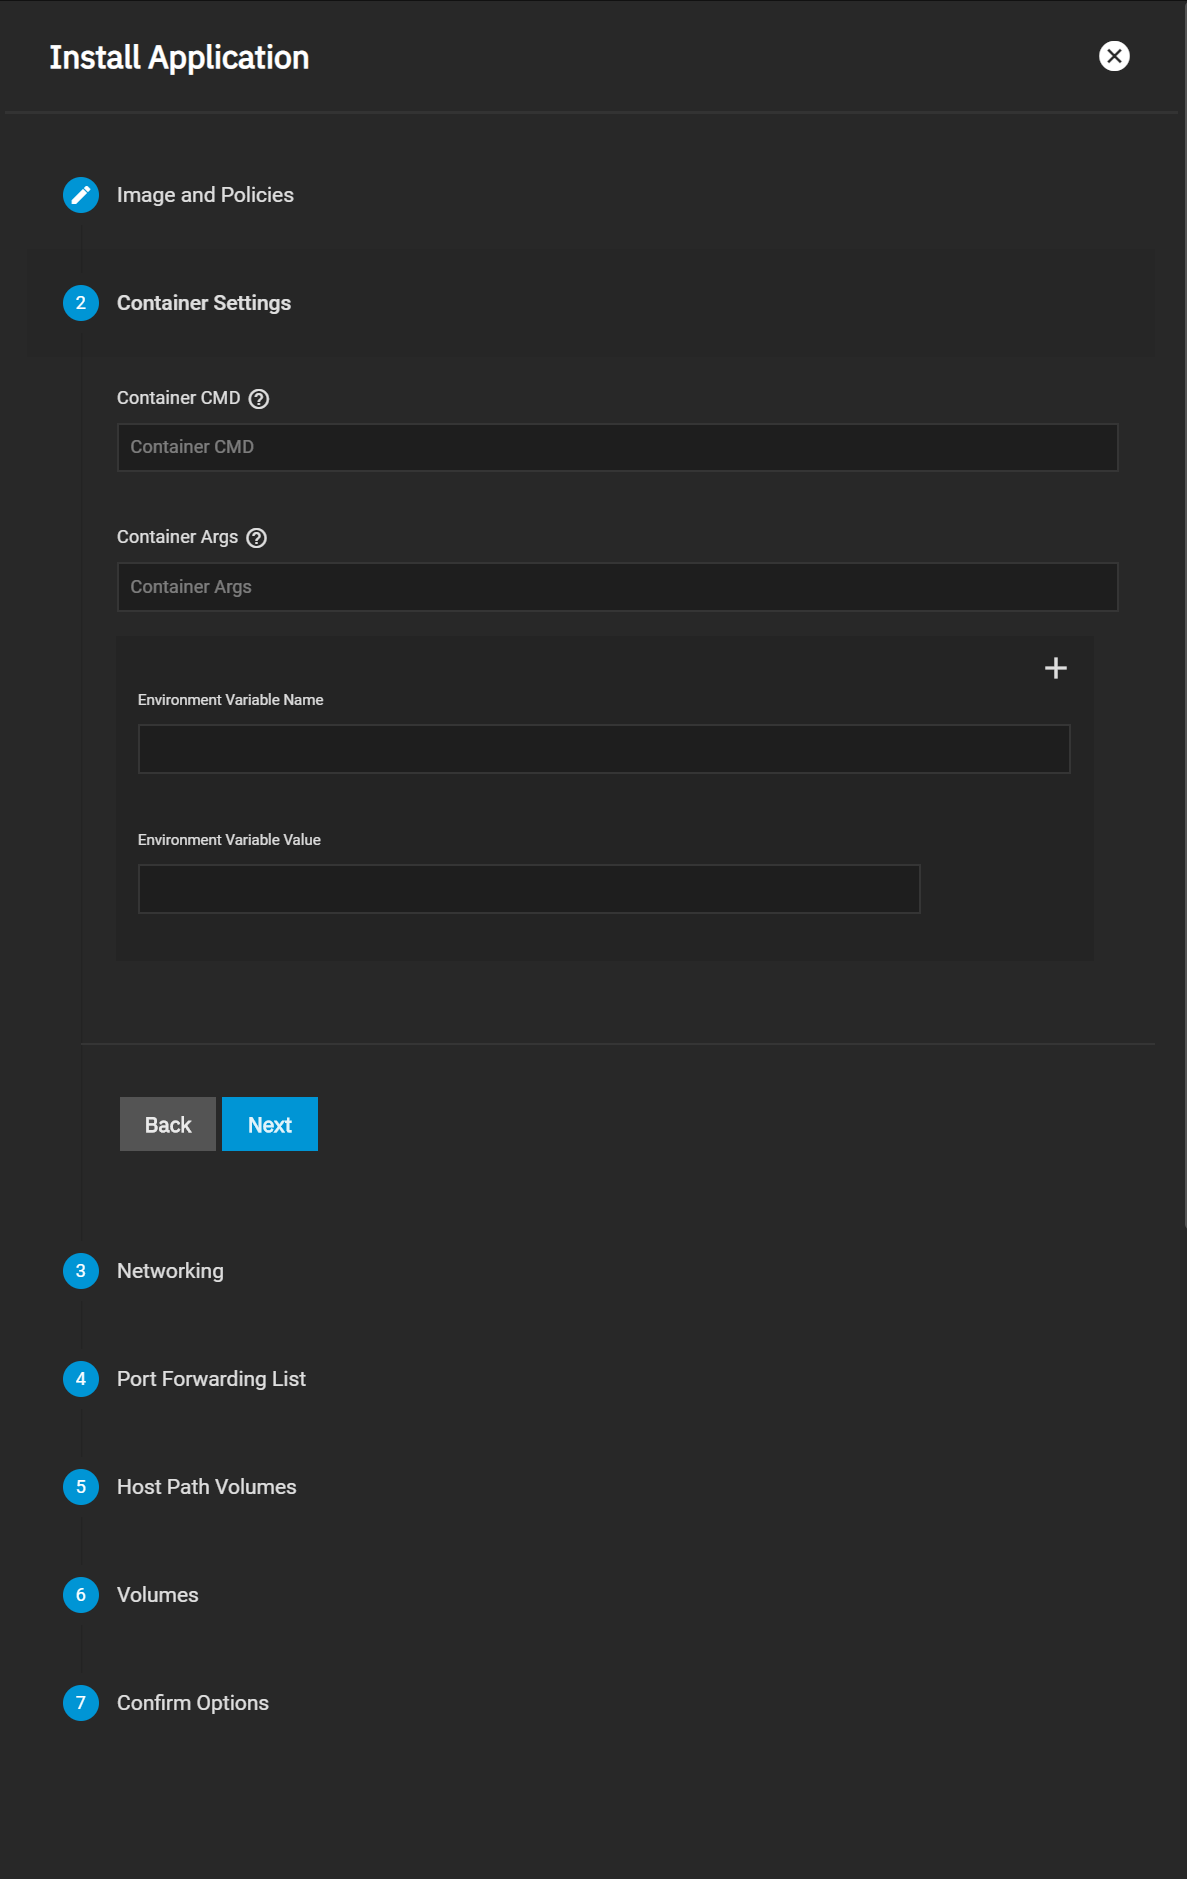 Install Application
Image and Policies
2 Container Settings
Container CMD
Container CMD
Container Args
Container Args
Environment Variable Name
Environment Variable Value
Back Next
3 Networking
4 Port Forwarding List
5 Host Path Volumes
6 Volumes
7 Confirm Options